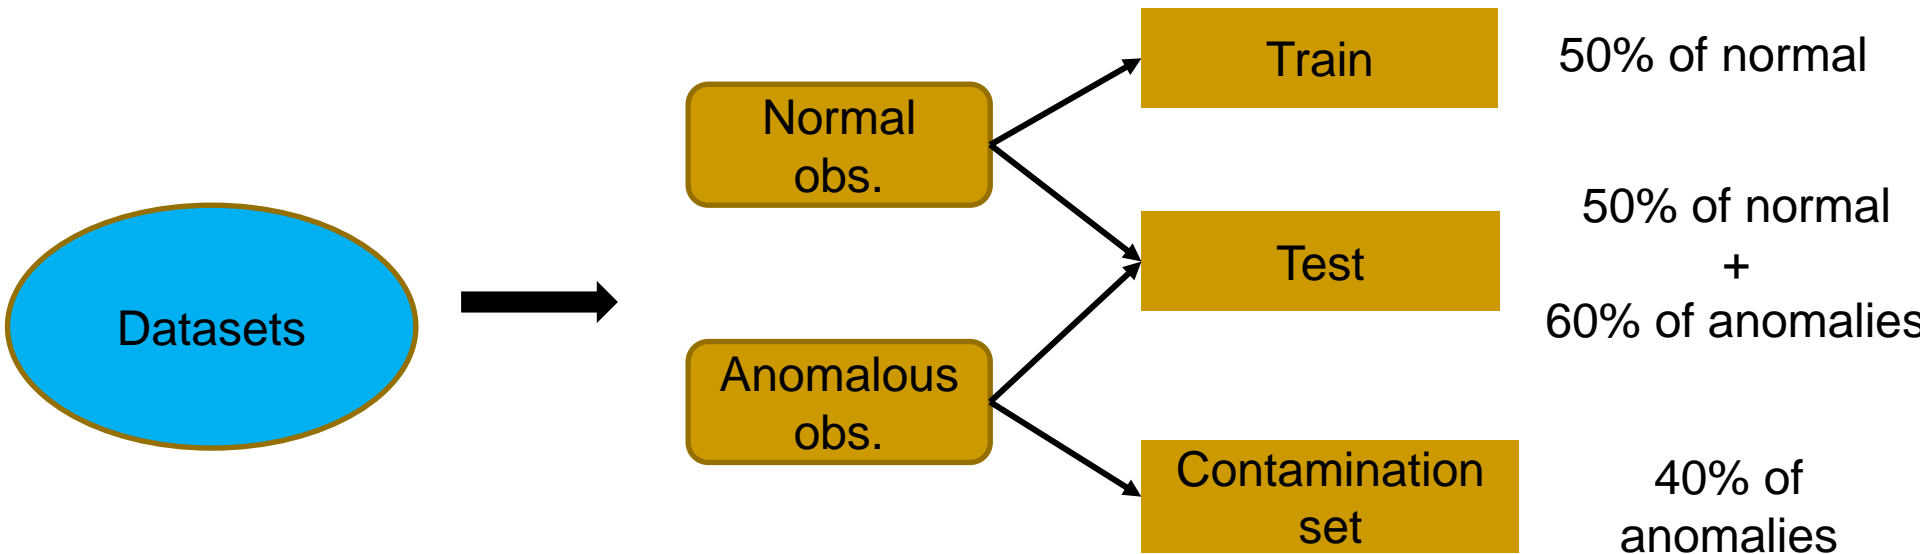 Datasets
Normal
obs.
Anomalous
obs.
Train
50% of normal
Test
50% of normal
+
60% of anomalies
Contamination
set
40% of
anomalies